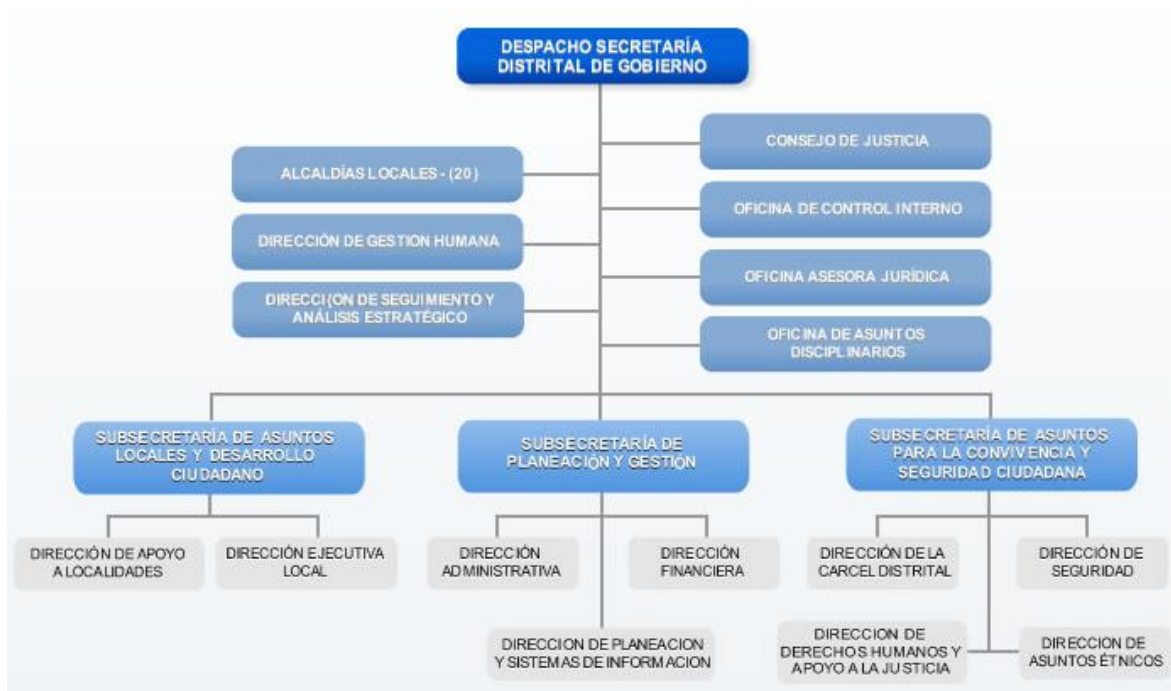 DESPACHO SECRETARÍA
DISTRITAL DE GOBIERNO
CONSEJO DE JUSTICIA
ALCALDÍAS LOCALES - (20)
OFICINA DE CONTROL INTERNO
DIRECCIÓN DE GESTION HUMANA
OFICINA ASESORA JURÍDICA
DIRECCI(ON DE SEGUIMIENTO Y
ANÁLISIS ESTRATÉGICO
OFICINA DE ASUNTOS
DISCIPLINARIOS
SUBSECRETARÍA DE ASUNTOS
LOCALES Y DESARROLLO
CIUDADANO
SUBSECRETARÍA DE
PLANEACIÓN Y GESTIÓN
SUBSECRETARÍA DE ASUNTOS
PARA LA CONVIVENCIA Y
SEGURIDAD CIUDADANA
DIRECCIÓN DE APOYO
A LOCALIDADES
DIRECCIÓN EJECUTIVA
LOCAL
DIRECCIÓN
ADMINISTRATIVA
DIRECCIÓN
FINANCIERA
DIRECCIÓN DE LA
CARCEL DISTRITAL
DIRECCIÓN DE
SEGURIDAD
DIRECCION DE PLANEACION
Y SISTEMAS DE INFORMACION
DIRECCION DE
DERECHOS HUMANOS Y
APOYO A LA JUSTICIA
DIRECCION DE
ASUNTOS ÉTNICOS